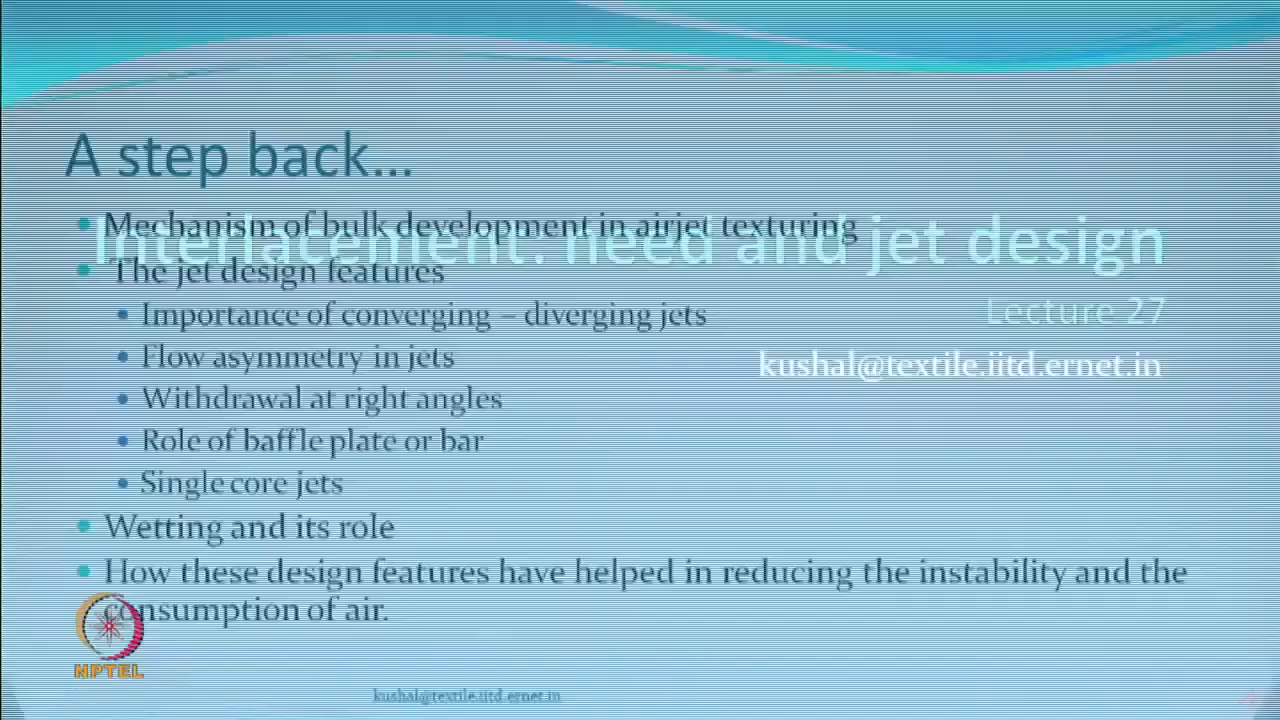 A step back...
Mechanism of bulk development in airjet texturing
Interlacement: need and jet design
The jet design features
Importance of converging – diverging jets
Lecture 27
Flow asymmetry in jets
kushal@textile.iitd.ernet.in
Withdrawal at right angles
Role of baffle plate or bar
Single core jets
Wetting and its role
How these design features have helped in reducing the instability and the
consumption of air.
NPTEL
kushal@textile.iitd.ernet.in